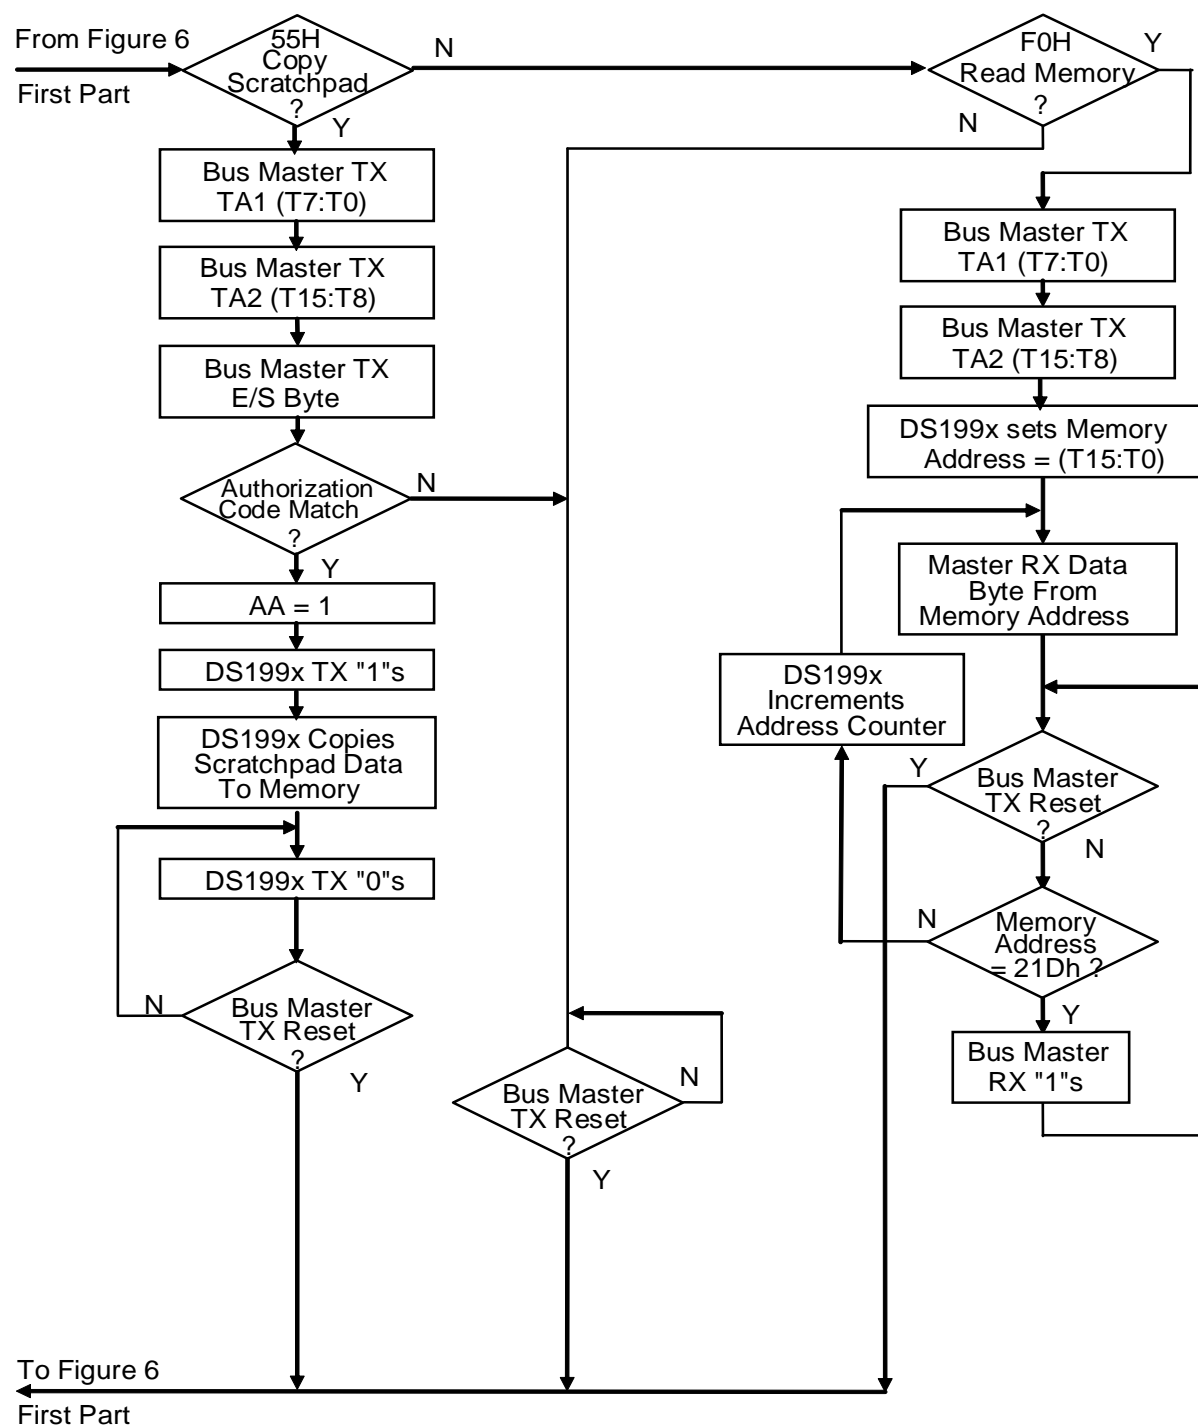 From Figure 6
First Part
55H
Copy
Scratchpad
?
N
Y
F0H
Read Memory
?
Y
N
Bus Master TX
TA1 (T7:T0)
Bus Master TX
TA2 (T15:T8)
Bus Master TX
E/S Byte
Authorization
Code Match
?
N
Y
AA = 1
DS199x TX "1"s
DS199x Copies
Scratchpad Data
To Memory
DS199x TX "0"s
Bus Master
TX Reset
?
N
Y
Bus Master
TX Reset
?
N
Y
Bus Master TX
TA1 (T7:T0)
Bus Master TX
TA2 (T15:T8)
DS199x sets Memory
Address = (T15:T0)
Master RX Data
Byte From
Memory Address
DS199x
Increments
Address Counter
Bus Master
TX Reset
?
Y
N
Memory
Address
= 21Dh ?
N
Y
Bus Master
RX "1"s
To Figure 6
First Part